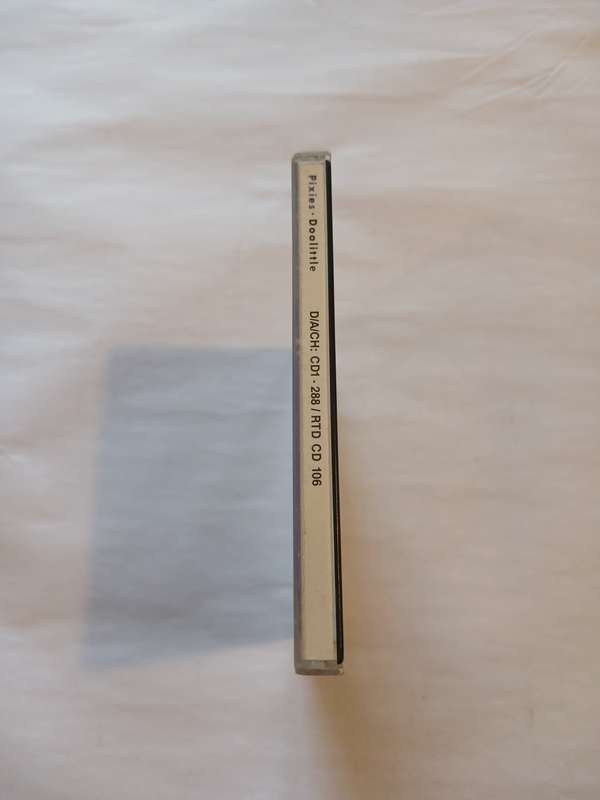 Pixies · Doolittle
D/A/CH: CD1 · 288 / RTD CD 106